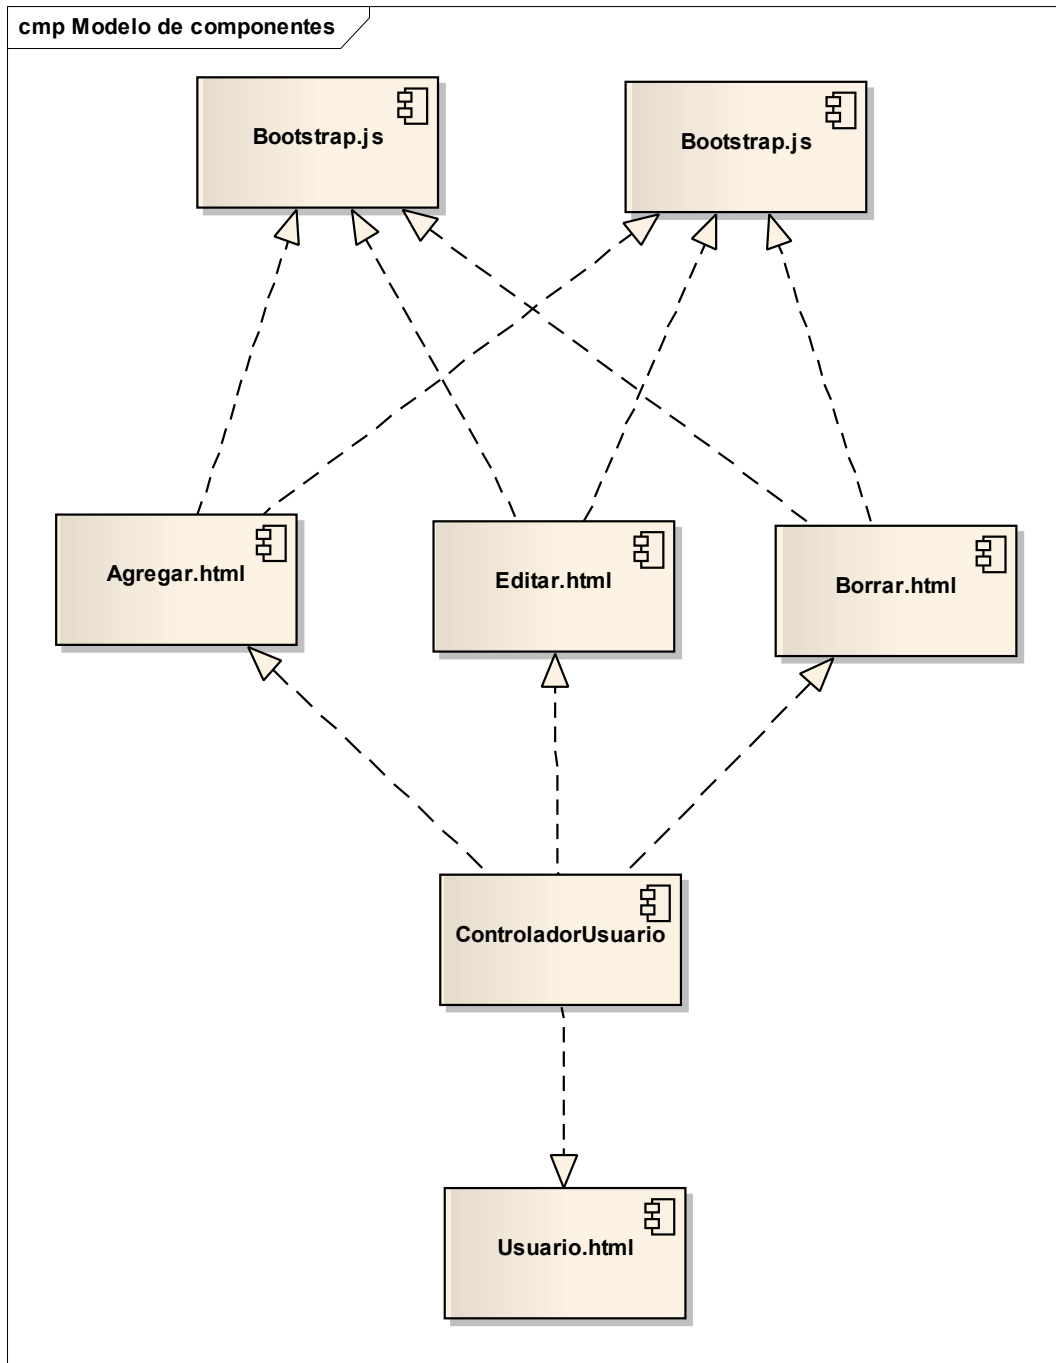 cmp Modelo de componentes
Bootstrap.js
Bootstrap.js
Agregar.html
Editar.html
Borrar.html
ControladorUsuario
Usuario.html